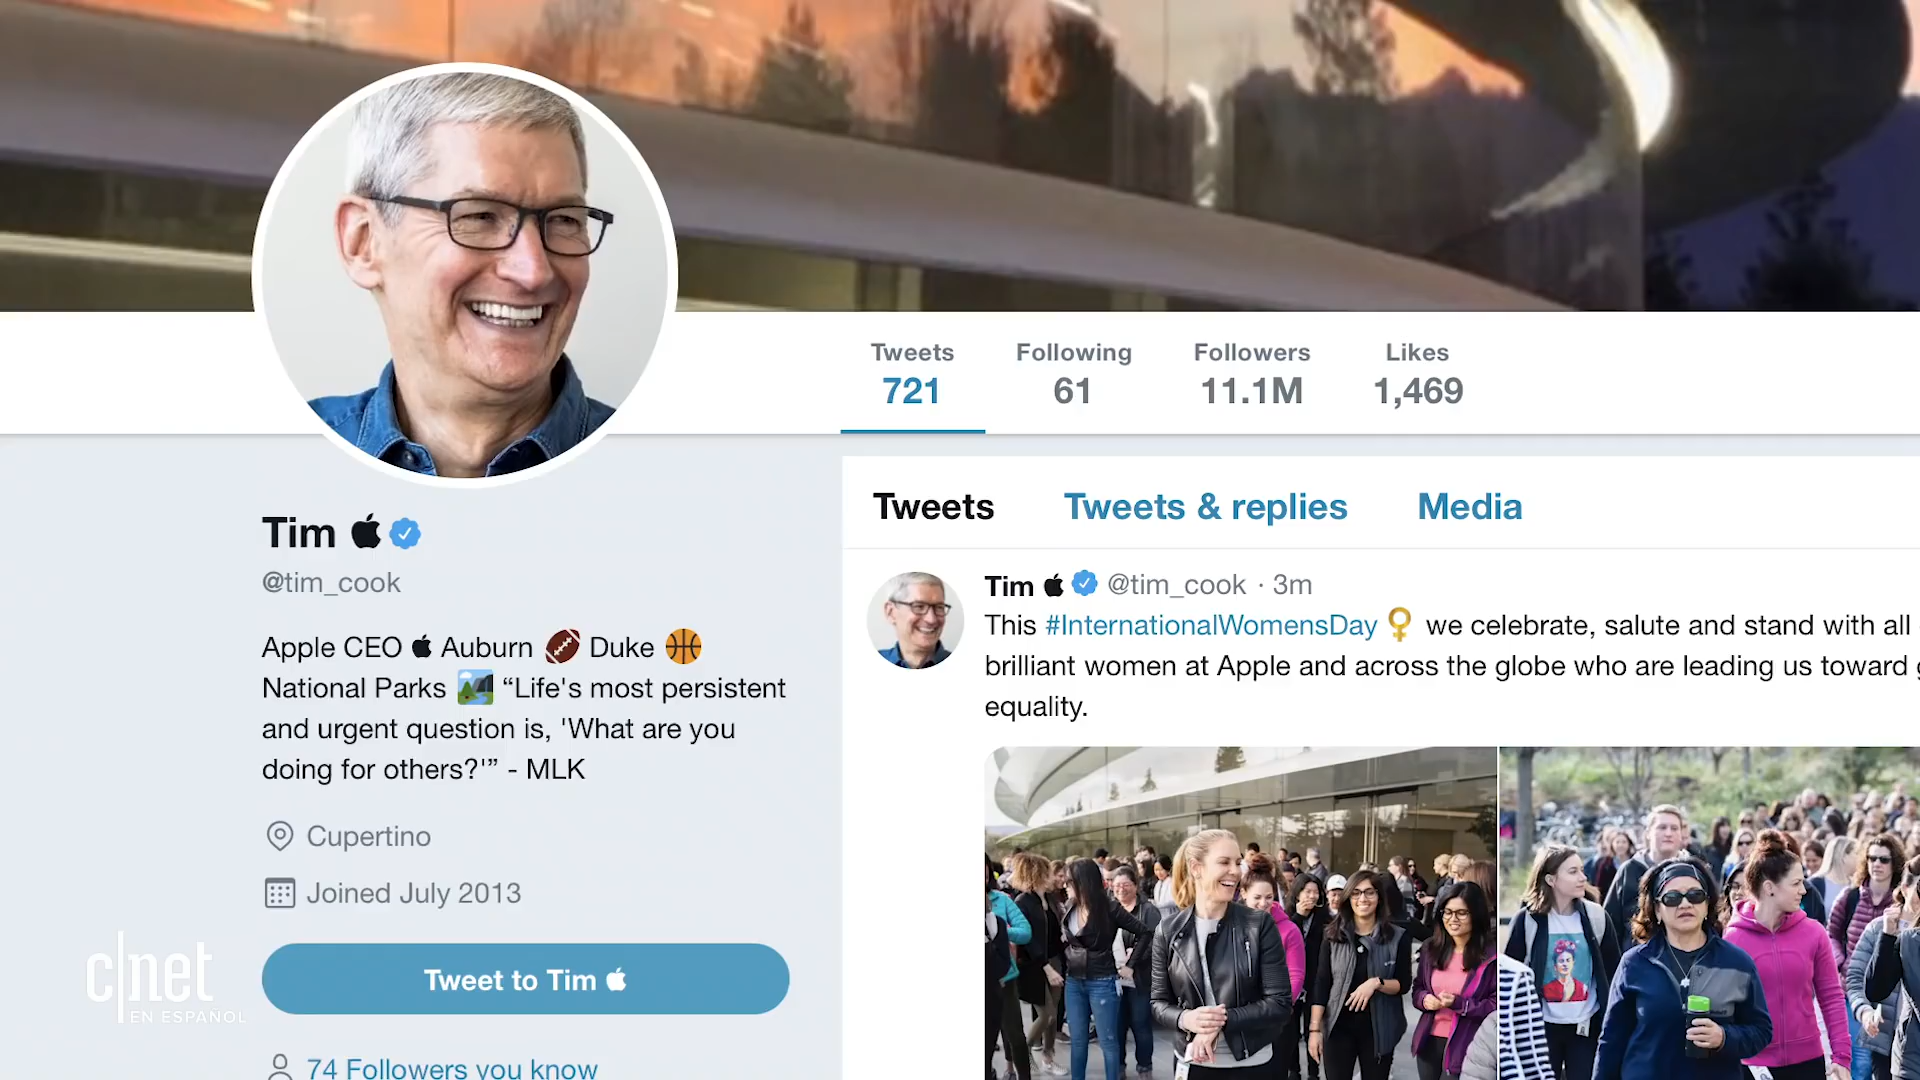 Tweets
721
Following
61
Followers
11.1M
Likes
1,469
Tim 
@tim_cook
Apple CEO  Auburn 🏈 Duke 🏀
National Parks 🏞 “Life's most persistent
and urgent question is, 'What are you
doing for others?'” - MLK
Cupertino
Joined July 2013
Tweet to Tim 
74 Followers you know
Tweets Tweets & replies Media
Tim  @tim_cook · 3m
This #InternationalWomensDay ♀ we celebrate, salute and stand with all
brilliant women at Apple and across the globe who are leading us toward
equality.
c|net
EN ESPAÑOL